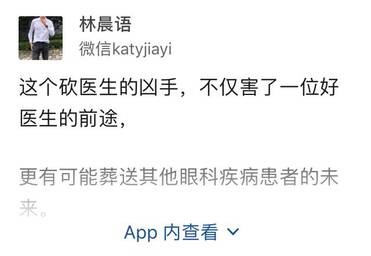 林晨语
微信katyjiayi
这个砍医生的凶手，不仅害了一位好
医生的前途，
更有可能葬送其他眼科疾病患者的未
来。
App 内查看